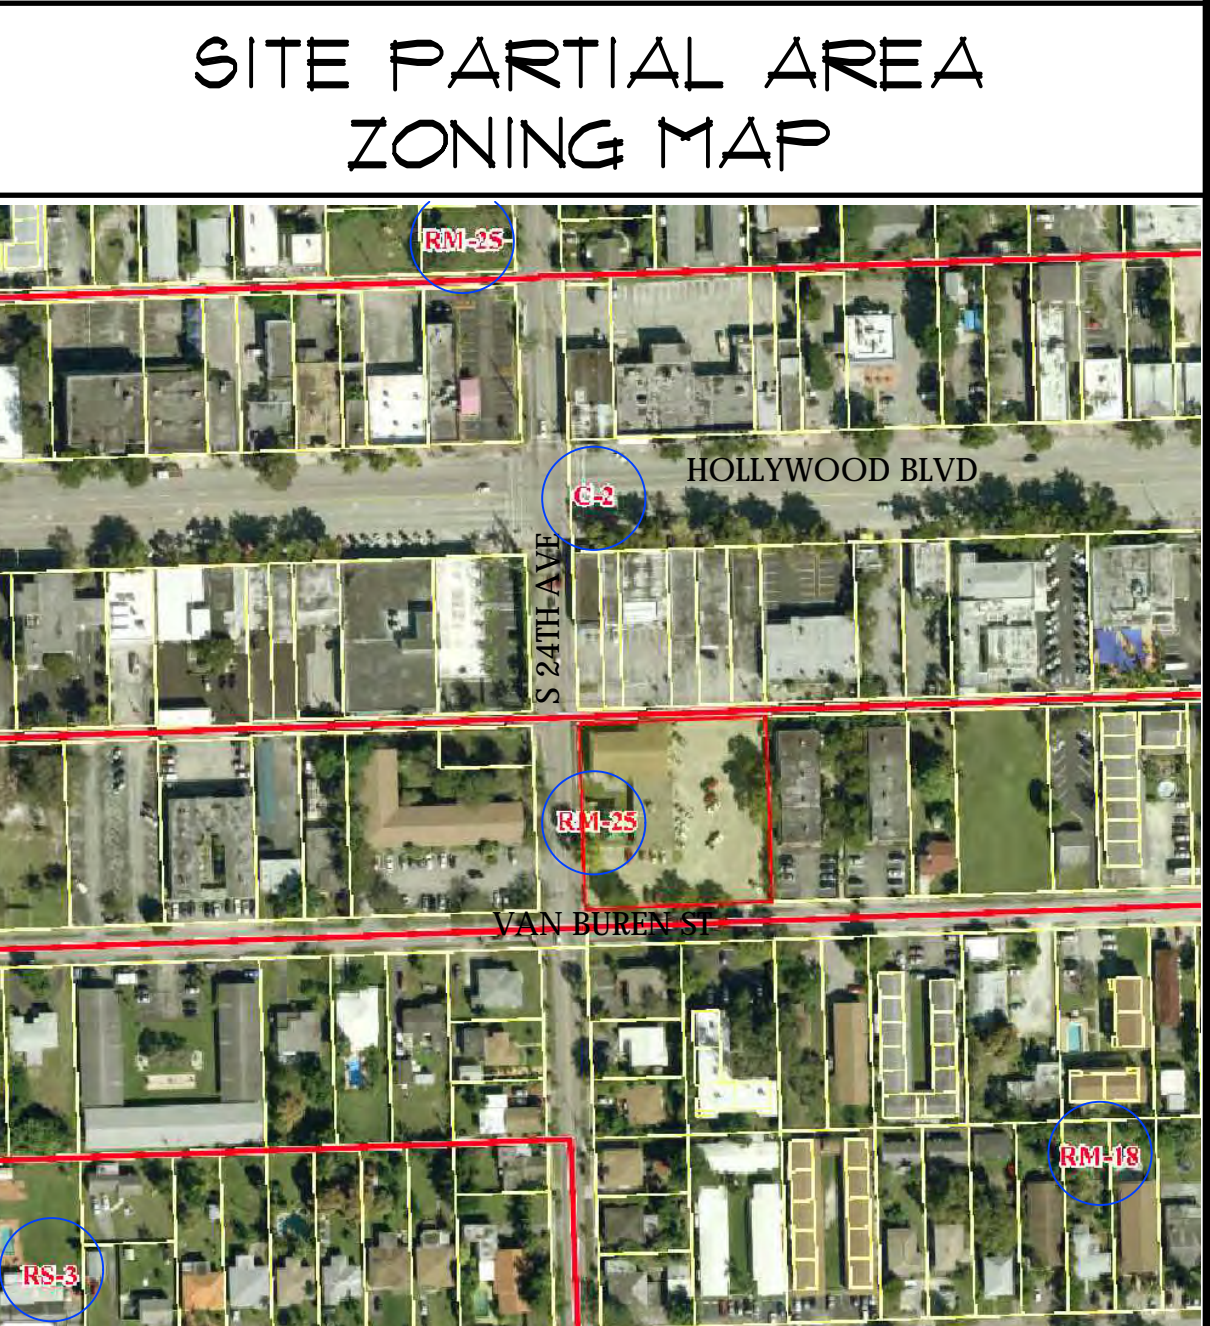 SITE PARTIAL AREA
ZONING MAP
RM-25
HOLLYWOOD BLVD
C-2
S 24TH AVE
RM-25
VAN BUREN ST
RM-18
RS-3